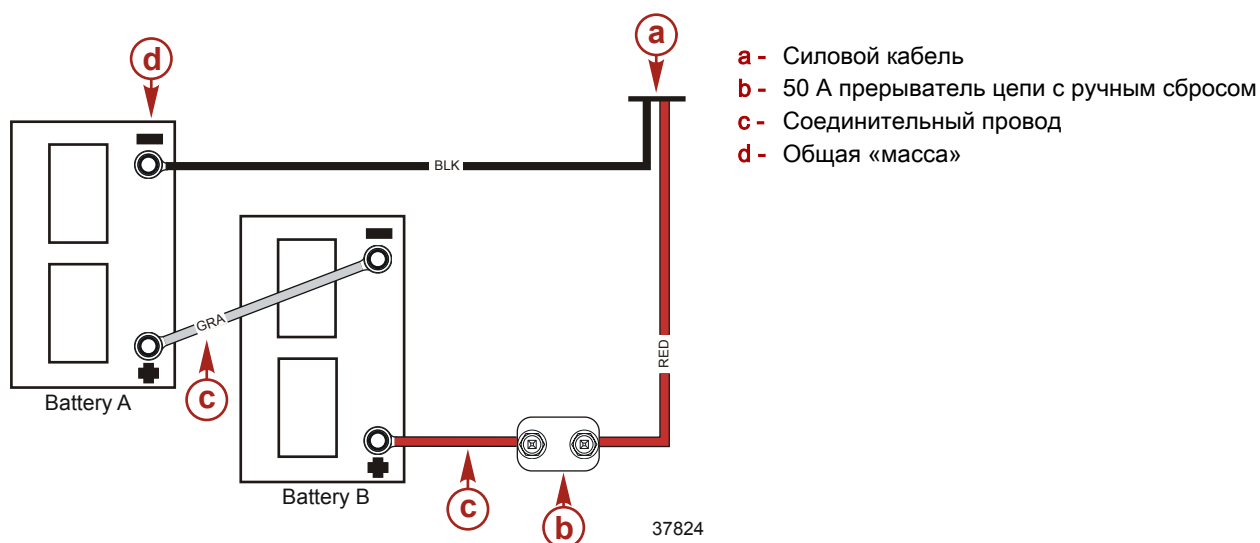 a
d
a - Силовой кабель
b - 50 А прерыватель цепи с ручным сбросом
c - Соединительный провод
d - Общая «масса»
BLK
GRA
RED
Battery A
c
Battery B
c
b
37824